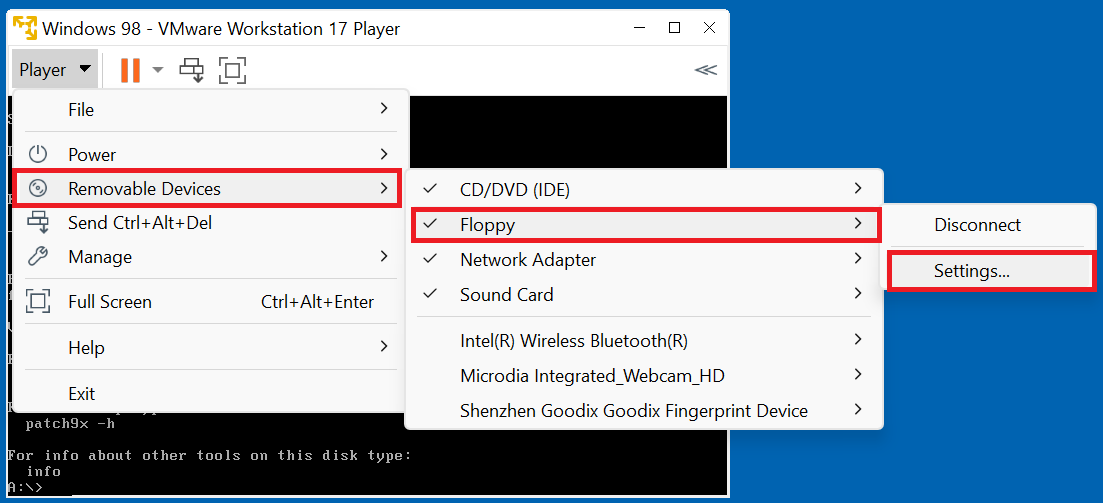 Windows 98 - VMware Workstation 17 Player
Player
File
Power
Removable Devices
Send Ctrl+Alt+Del
Manage
Full Screen Ctrl+Alt+Enter
Help
Exit
CD/DVD (IDE)
Floppy
Network Adapter
Sound Card
Intel(R) Wireless Bluetooth(R)
Microdia Integrated_Webcam_HD
Shenzhen Goodix Goodix Fingerprint Device
Disconnect
Settings...
patch9x -h
For info about other tools on this disk type:
info
A:\>